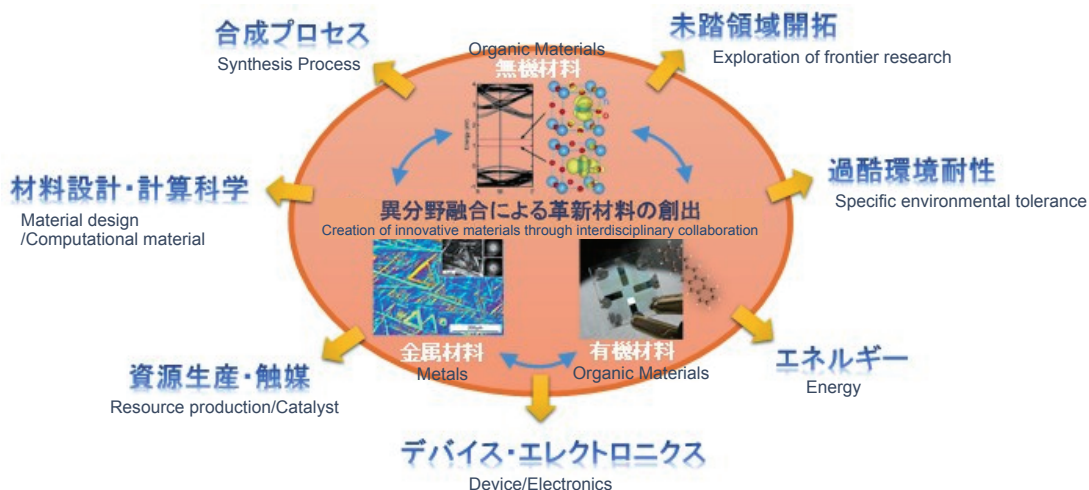 合成プロセス
Synthesis Process
未踏領域開拓
Exploration of frontier research
Organic Materials
無機材料
Energy (eV)
材料設計・計算科学
Material design
/Computational material
過酷環境耐性
Specific environmental tolerance
異分野融合による革新材料の創出
Creation of innovative materials through interdisciplinary collaboration
金属材料
Metals
有機材料
Organic Materials
資源生産・触媒
Resource production/Catalyst
エネルギー
Energy
デバイス・エレクトロニクス
Device/Electronics